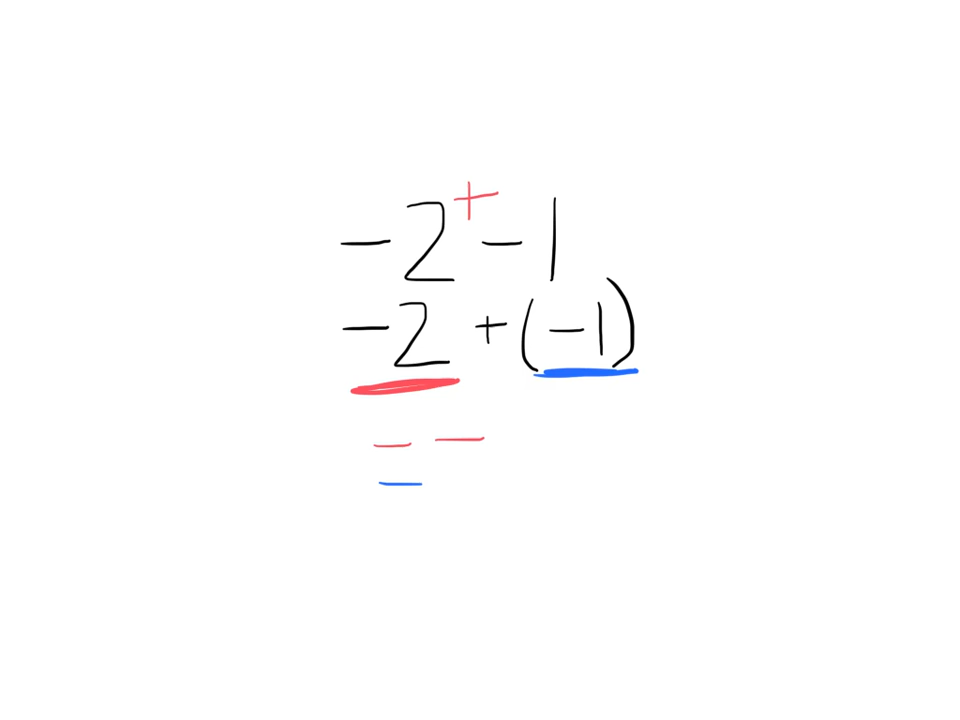 -2 + - 1
-2 + (-1)
- -
-